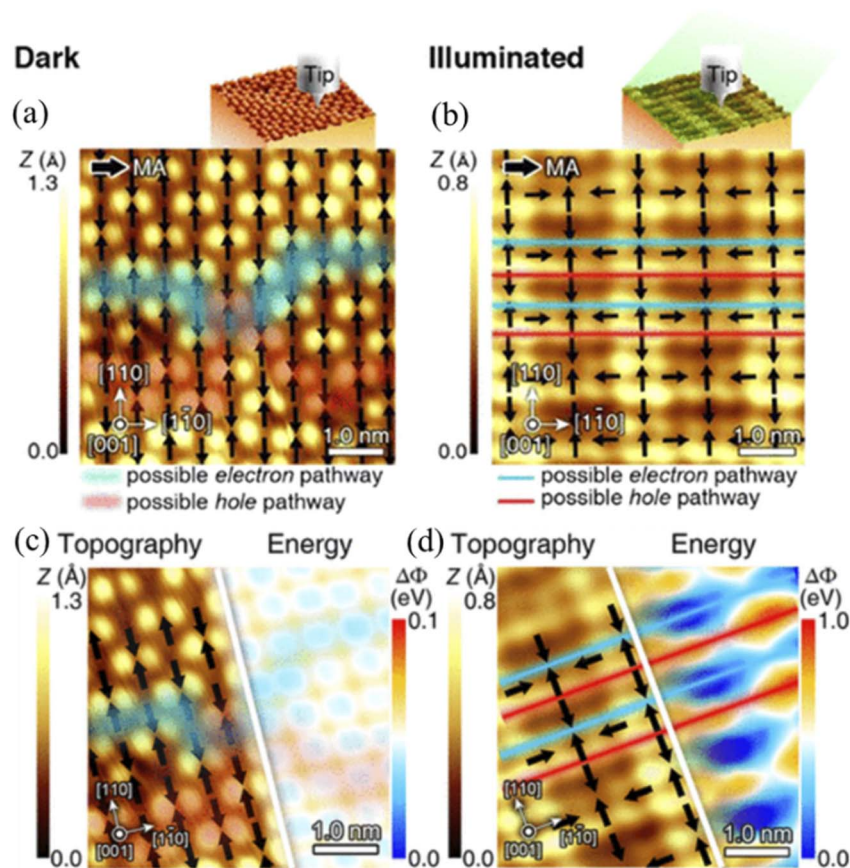 Dark
Illuminated
Tip
Tip
(a)
(b)
Z (Å)
1.3
0.0
MA
[110]
[11̄0]
[001]
1.0 nm
possible electron pathway
possible hole pathway
Z (Å)
0.8
0.0
MA
[110]
[11̄0]
[001]
1.0 nm
possible electron pathway
possible hole pathway
(c)
Topography
Energy
Z (Å)
1.3
0.0
[110]
[11̄0]
[001]
1.0 nm
ΔΦ
(eV)
0.1
0.0
(d)
Topography
Energy
Z (Å)
0.8
0.0
[110]
[11̄0]
[001]
1.0 nm
ΔΦ
(eV)
1.0
0.0